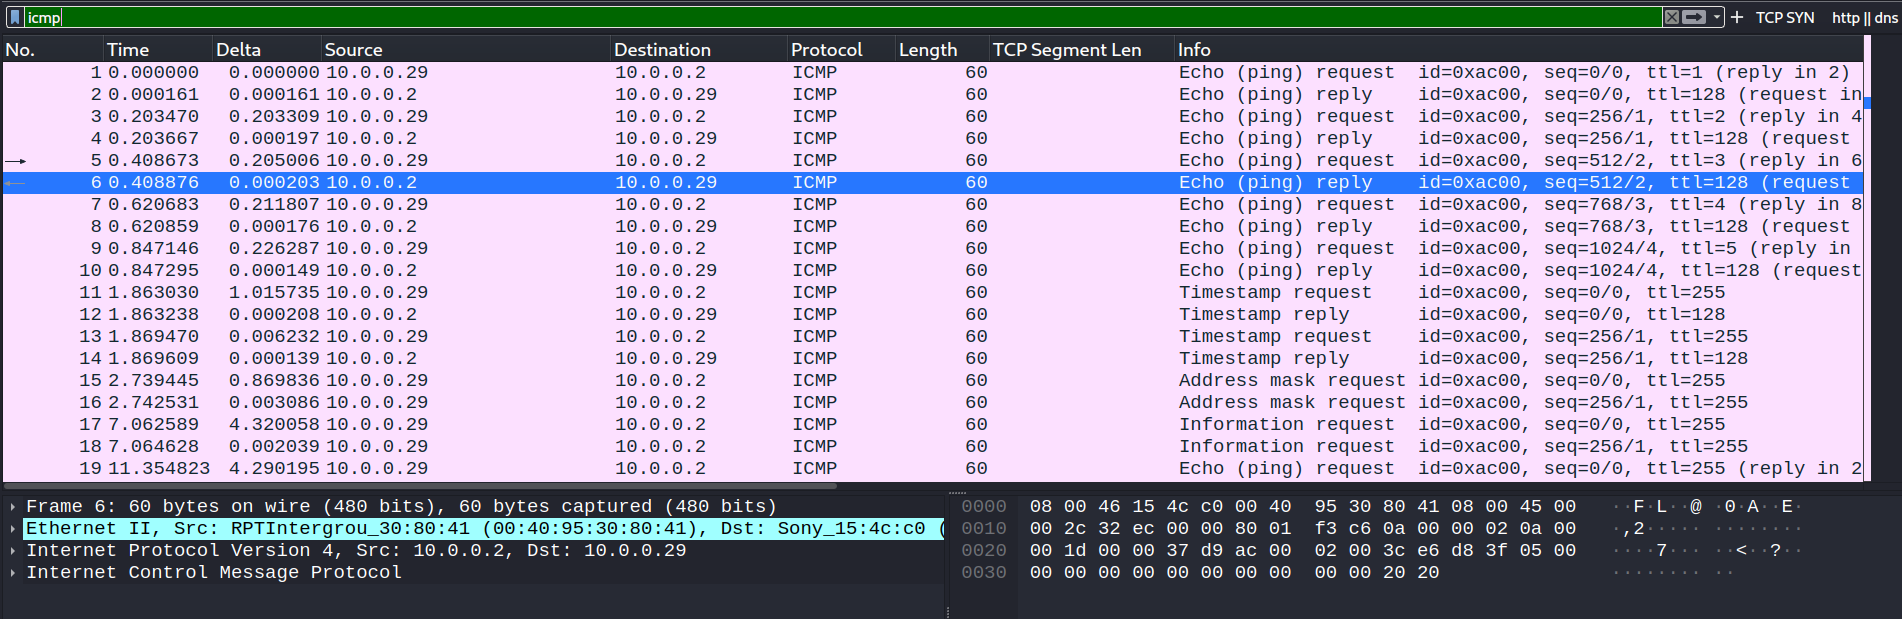 icmp TCP SYN http || dns
No. Time Delta Source Destination Protocol Length TCP Segment Len Info
1 0.000000 0.000000 10.0.0.29 10.0.0.2 ICMP 60 Echo (ping) request id=0xac00, seq=0/0, ttl=1 (reply in 2)
2 0.000161 0.000161 10.0.0.2 10.0.0.29 ICMP 60 Echo (ping) reply id=0xac00, seq=0/0, ttl=128 (request in
3 0.203470 0.203309 10.0.0.29 10.0.0.2 ICMP 60 Echo (ping) request id=0xac00, seq=256/1, ttl=2 (reply in 4
4 0.203667 0.000197 10.0.0.2 10.0.0.29 ICMP 60 Echo (ping) reply id=0xac00, seq=256/1, ttl=128 (request
5 0.408673 0.205006 10.0.0.29 10.0.0.2 ICMP 60 Echo (ping) request id=0xac00, seq=512/2, ttl=3 (reply in 6
6 0.408876 0.000203 10.0.0.2 10.0.0.29 ICMP 60 Echo (ping) reply id=0xac00, seq=512/2, ttl=128 (request
7 0.620683 0.211807 10.0.0.29 10.0.0.2 ICMP 60 Echo (ping) request id=0xac00, seq=768/3, ttl=4 (reply in 8
8 0.620859 0.000176 10.0.0.2 10.0.0.29 ICMP 60 Echo (ping) reply id=0xac00, seq=768/3, ttl=128 (request
9 0.847146 0.226287 10.0.0.29 10.0.0.2 ICMP 60 Echo (ping) request id=0xac00, seq=1024/4, ttl=5 (reply in
10 0.847295 0.000149 10.0.0.2 10.0.0.29 ICMP 60 Echo (ping) reply id=0xac00, seq=1024/4, ttl=128 (request
11 1.863030 1.015735 10.0.0.29 10.0.0.2 ICMP 60 Timestamp request id=0xac00, seq=0/0, ttl=255
12 1.863238 0.000208 10.0.0.2 10.0.0.29 ICMP 60 Timestamp reply id=0xac00, seq=0/0, ttl=128
13 1.869470 0.006232 10.0.0.29 10.0.0.2 ICMP 60 Timestamp request id=0xac00, seq=256/1, ttl=255
14 1.869609 0.000139 10.0.0.2 10.0.0.29 ICMP 60 Timestamp reply id=0xac00, seq=256/1, ttl=128
15 2.739445 0.869836 10.0.0.29 10.0.0.2 ICMP 60 Address mask request id=0xac00, seq=0/0, ttl=255
16 2.742531 0.003086 10.0.0.29 10.0.0.2 ICMP 60 Address mask request id=0xac00, seq=256/1, ttl=255
17 7.062589 4.320058 10.0.0.29 10.0.0.2 ICMP 60 Information request id=0xac00, seq=0/0, ttl=255
18 7.064628 0.002039 10.0.0.29 10.0.0.2 ICMP 60 Information request id=0xac00, seq=256/1, ttl=255
19 11.354823 4.290195 10.0.0.29 10.0.0.2 ICMP 60 Echo (ping) request id=0xac00, seq=0/0, ttl=255 (reply in 2
Frame 6: 60 bytes on wire (480 bits), 60 bytes captured (480 bits)
Ethernet II, Src: RPTIntergrou_30:80:41 (00:40:95:30:80:41), Dst: Sony_15:4c:c0 (
Internet Protocol Version 4, Src: 10.0.0.2, Dst: 10.0.0.29
Internet Control Message Protocol
0000 08 00 46 15 4c c0 00 40 95 30 80 41 08 00 45 00 ··F·L··@ ·0·A··E·
0010 00 2c 32 ec 00 00 80 01 f3 c6 0a 00 00 02 0a 00 ·,2····· ········
0020 00 1d 00 00 37 d9 ac 00 02 00 3c e6 d8 3f 05 00 ····7··· ··<··?··
0030 00 00 00 00 00 00 00 00 00 00 20 20 ········ ··